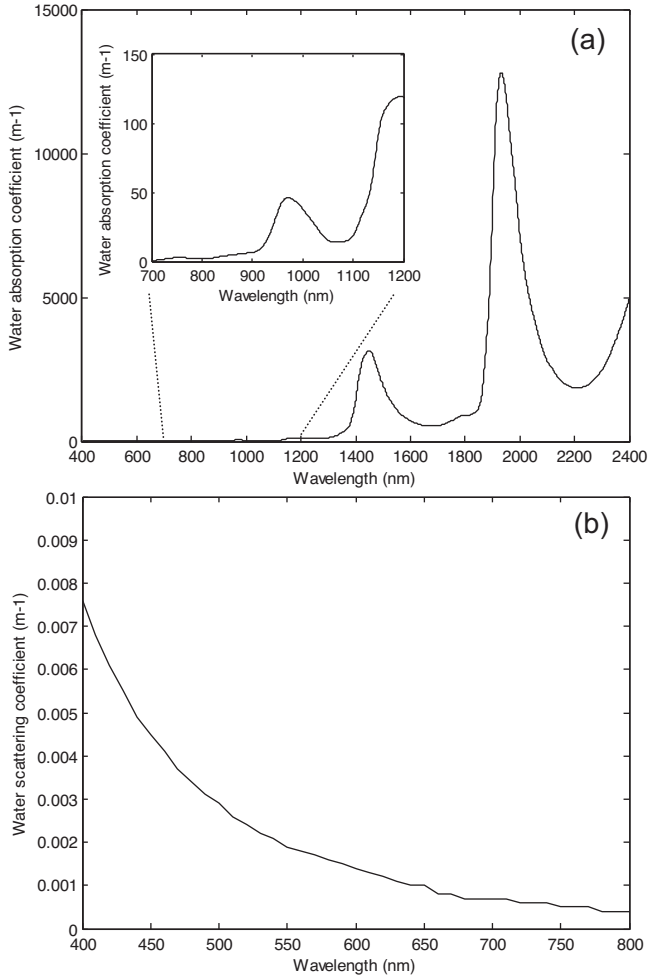 15000
(a)
150
100
50
0
Water absorption coefficient (m-1)
700 800 900 1000 1100 1200
Wavelength (nm)
10000
5000
0
Water absorption coefficient (m-1)
400 600 800 1000 1200 1400 1600 1800 2000 2200 2400
Wavelength (nm)
0.01
(b)
0.009
0.008
0.007
0.006
0.005
0.004
0.003
0.002
0.001
0
Water scattering coefficient (m-1)
400 450 500 550 600 650 700 750 800
Wavelength (nm)